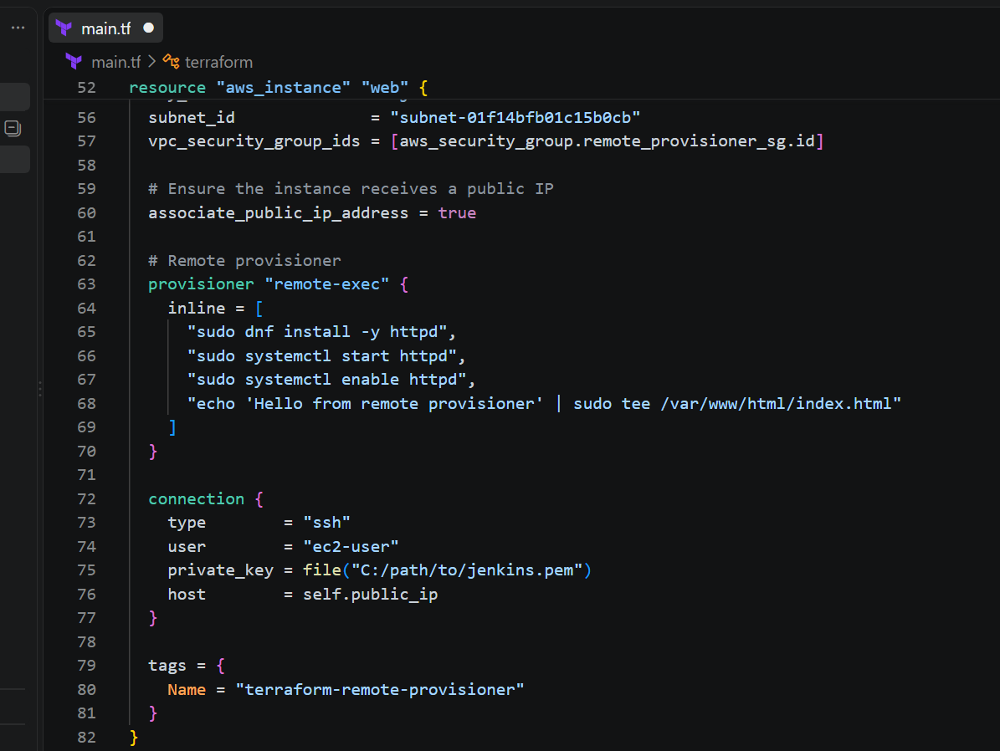 main.tf
main.tf > terraform
52 resource "aws_instance" "web" {
56   subnet_id              = "subnet-01f14bfb01c15b0cb"
57   vpc_security_group_ids = [aws_security_group.remote_provisioner_sg.id]
58
59   # Ensure the instance receives a public IP
60   associate_public_ip_address = true
61
62   # Remote provisioner
63   provisioner "remote-exec" {
64     inline = [
65       "sudo dnf install -y httpd",
66       "sudo systemctl start httpd",
67       "sudo systemctl enable httpd",
68       "echo 'Hello from remote provisioner' | sudo tee /var/www/html/index.html"
69     ]
70   }
71
72   connection {
73     type        = "ssh"
74     user        = "ec2-user"
75     private_key = file("C:/path/to/jenkins.pem")
76     host        = self.public_ip
77   }
78
79   tags = {
80     Name = "terraform-remote-provisioner"
81   }
82 }